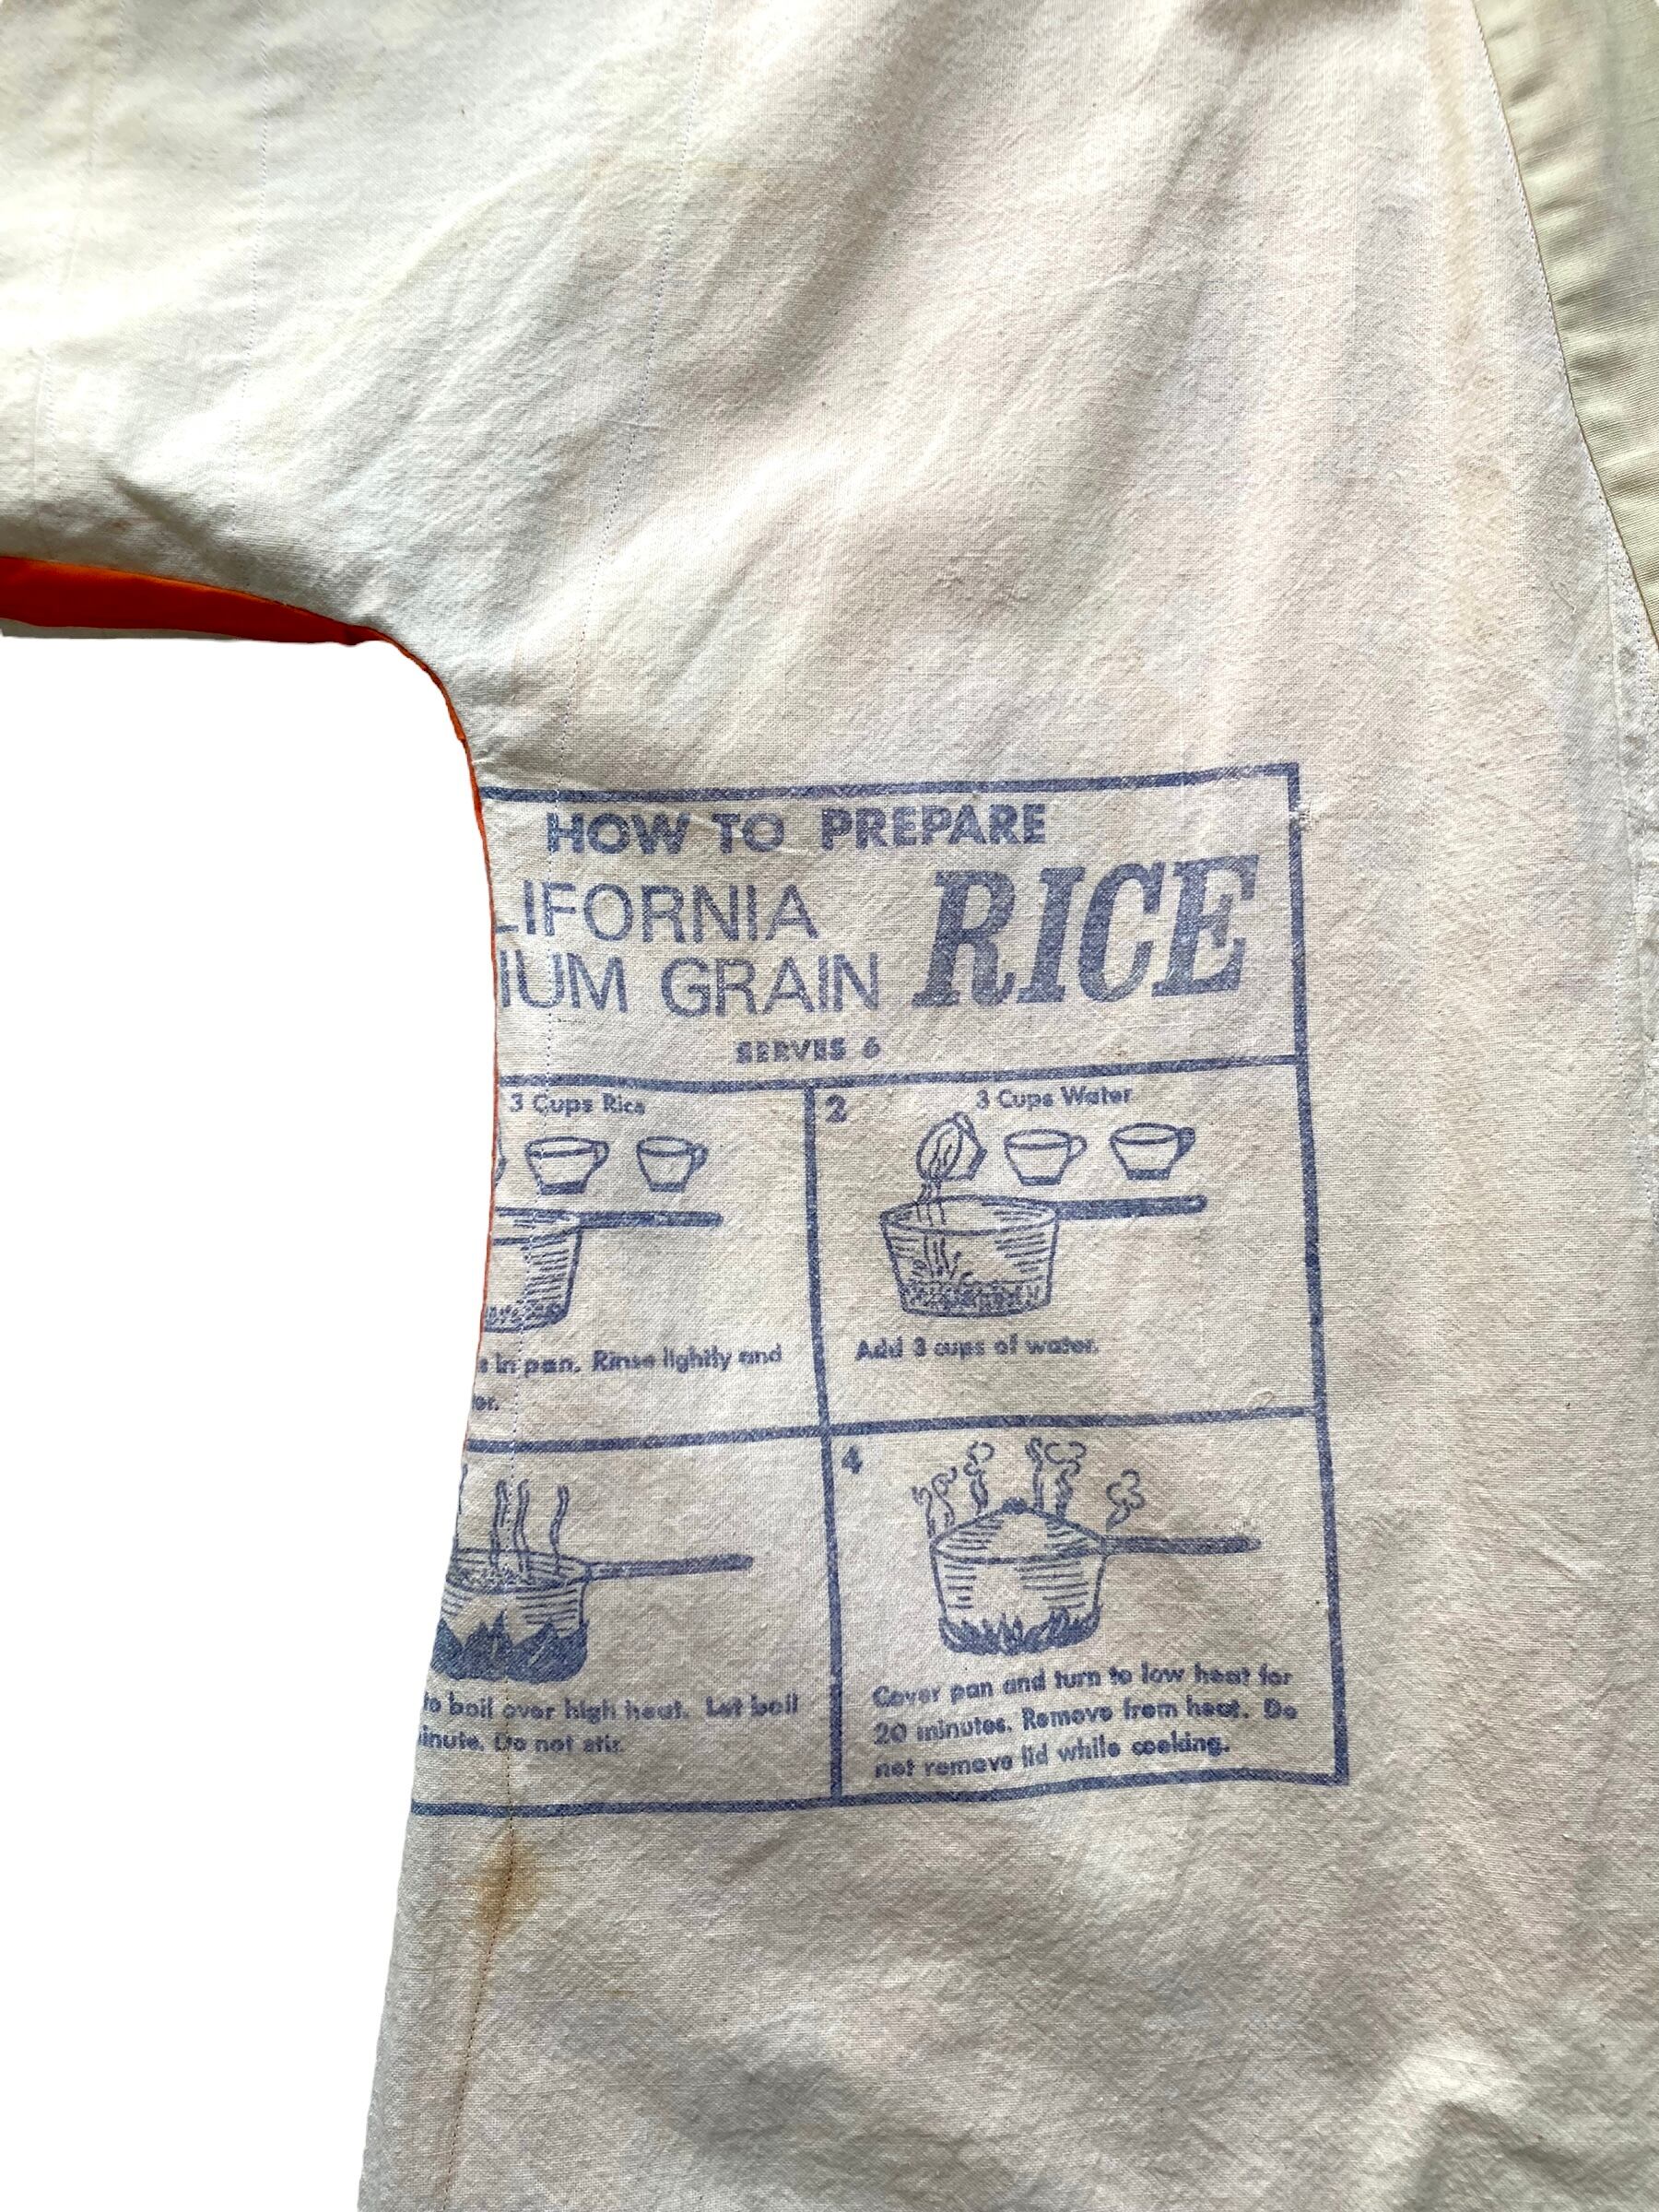 HOW TO PREPARE
LIFORNIA
IUM GRAIN
RICE
SERVES 6
3 Cups Rice
s in pan. Rinse lightly and
er.
2
3 Cups Water
Add 3 cups of water.
to boil over high heat. Let boil
inute. Do not stir.
4
Cover pan and turn to low heat for
20 minutes. Remove from heat. Do
not remove lid while cooking.